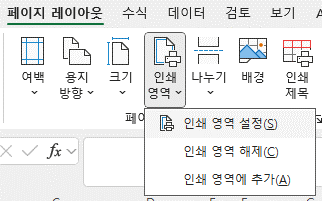 페이지 레이아웃 수식 데이터 검토 보기
여백 용지 방향 크기 인쇄 영역 나누기 배경 인쇄 제목
인쇄 영역 설정(S)
인쇄 영역 해제(C)
인쇄 영역에 추가(A)
fx